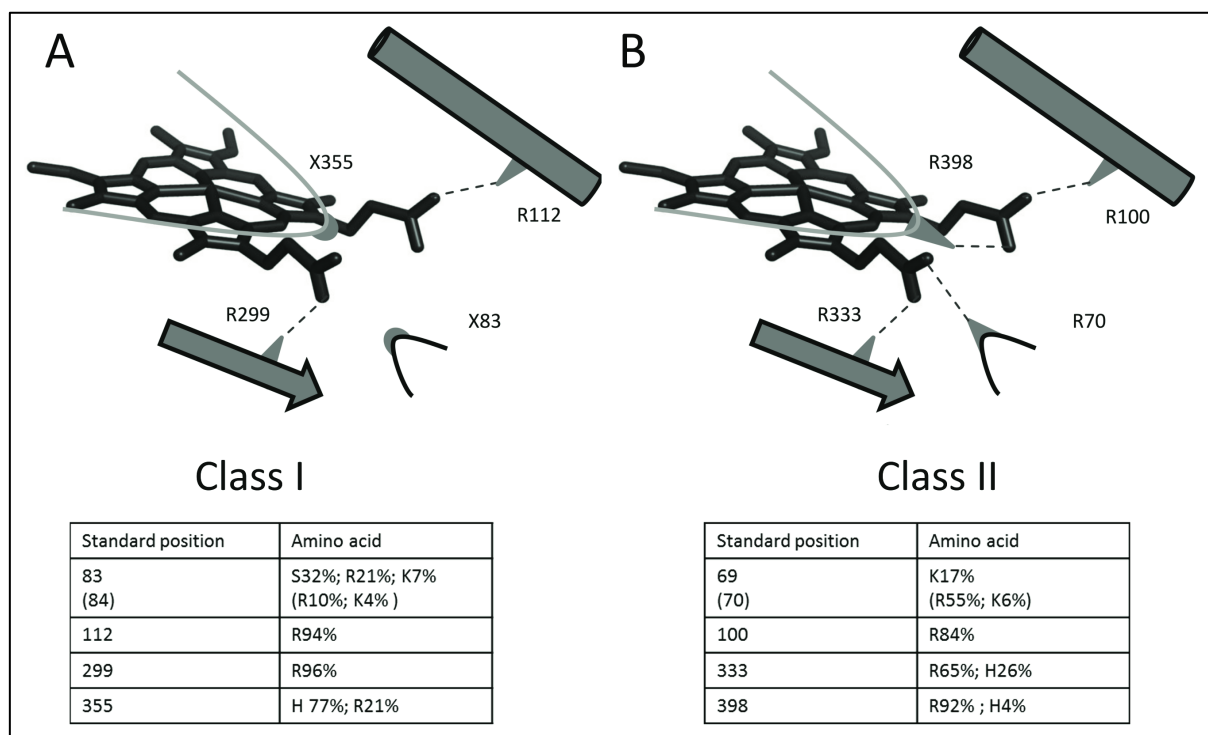 A
X355
R112
R299
X83
Class I
Standard position Amino acid
83 S32%; R21%; K7%
(84) (R10%; K4% )
112 R94%
299 R96%
355 H 77%; R21%
B
R398
R100
R333
R70
Class II
Standard position Amino acid
69 K17%
(70) (R55%; K6%)
100 R84%
333 R65%; H26%
398 R92% ; H4%